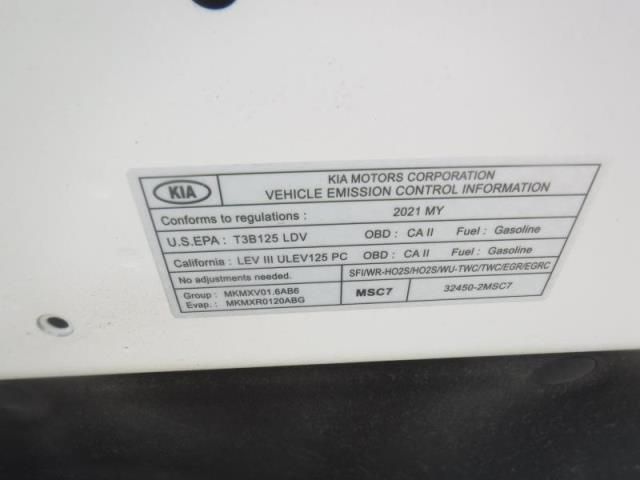 KIA
KIA MOTORS CORPORATION
VEHICLE EMISSION CONTROL INFORMATION
Conforms to regulations : 2021 MY
U.S.EPA : T3B125 LDV OBD : CA II Fuel : Gasoline
California : LEV III ULEV125 PC OBD : CA II Fuel : Gasoline
No adjustments needed. SFI/WR-HO2S/HO2S/WU-TWC/TWC/EGR/EGRC
Group : MKMXV01.6AB6
Evap. : MKMXR0120ABG
MSC7 32450-2MSC7